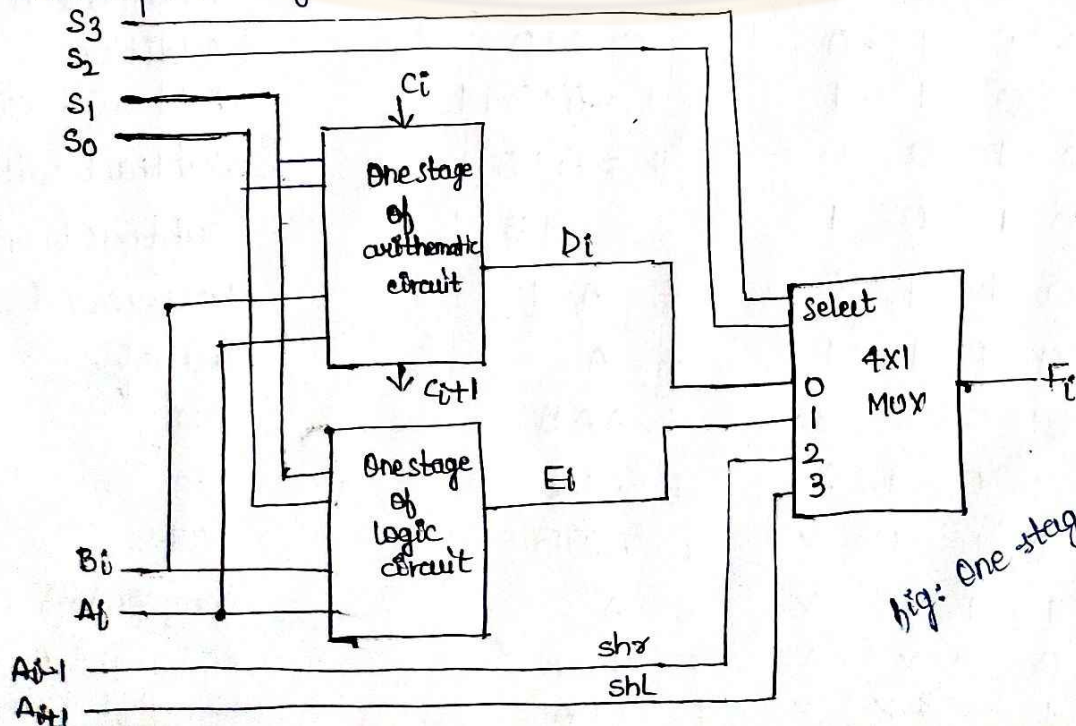 S3
S2
S1
S0
Ci
One stage
of
arithematic
circuit
Di
Ci+1
Select
4X1
MUX
0
1
2
3
Fi
One stage
of
logic
circuit
Ei
Bi
Ai
Ai-1
shr
Ai+1
shL
fig: One stag